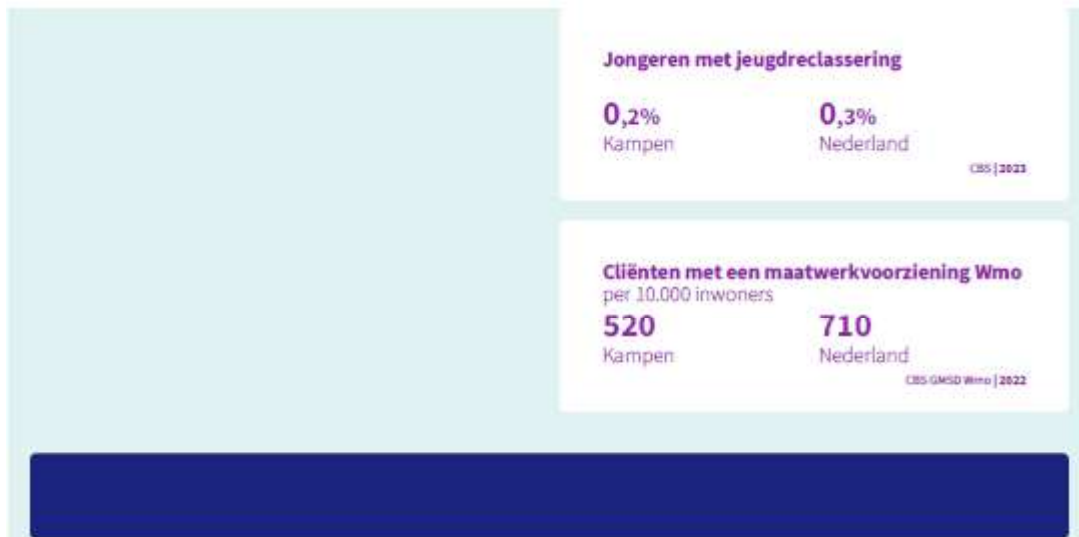 Jongeren met jeugdreclassering
0,2% 0,3%
Kampen Nederland
CBS | 2023
Cliënten met een maatwerkvoorziening Wmo
per 10.000 inwoners
520 710
Kampen Nederland
CBS GMSD Wmo | 2022